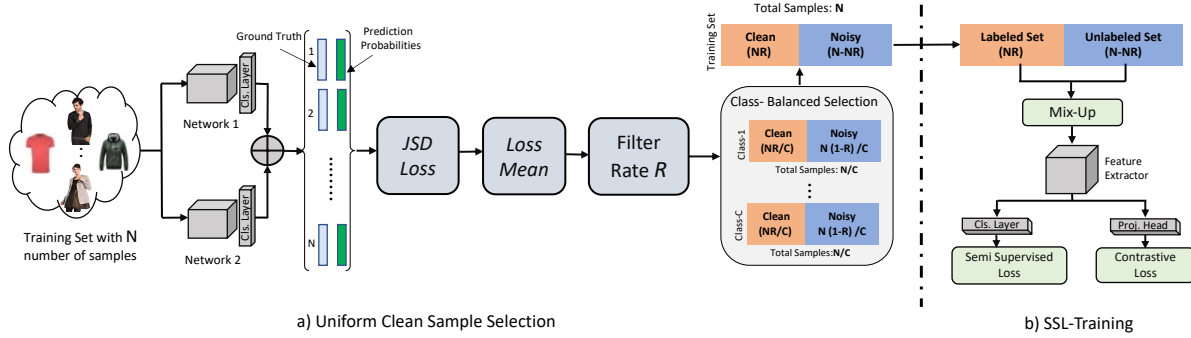 Training Set with N
number of samples
Network 1
Cls. Layer
Network 2
Cls. Layer
Ground Truth
Prediction
Probabilities
1
2
N
JSD
Loss
Loss
Mean
Filter
Rate R
Total Samples: N
Training Set
Clean
(NR)
Noisy
(N-NR)
Class- Balanced Selection
Class-1
Clean
(NR/C)
Noisy
N (1-R) /C
Total Samples: N/C
Class-C
Clean
(NR/C)
Noisy
N (1-R) /C
Total Samples:N/C
a) Uniform Clean Sample Selection
Labeled Set
(NR)
Unlabeled Set
(N-NR)
Mix-Up
Feature
Extractor
Cls. Layer
Proj. Head
Semi Supervised
Loss
Contrastive
Loss
b) SSL-Training